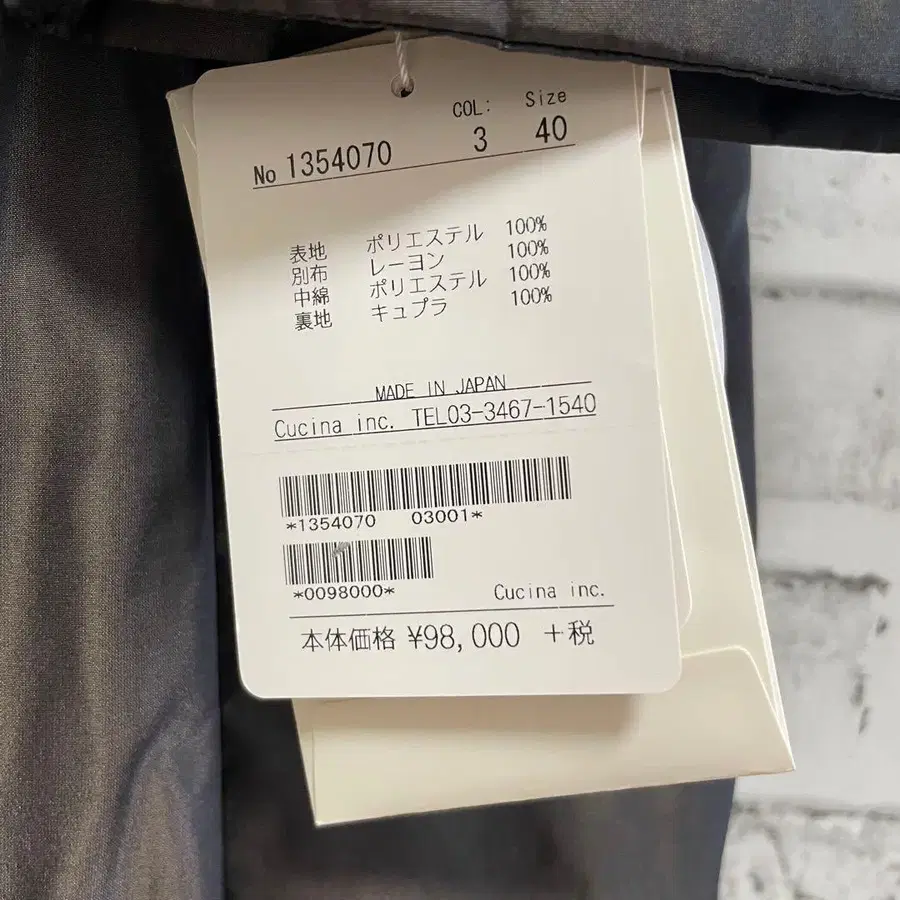 COL: Size
No 1354070 3 40
表地 ポリエステル 100%
別布 レーヨン 100%
中綿 ポリエステル 100%
裏地 キュプラ 100%
MADE IN JAPAN
Cucina inc. TEL03-3467-1540
*1354070 03001*
*0098000*
Cucina inc.
本体価格 ¥98,000 +税